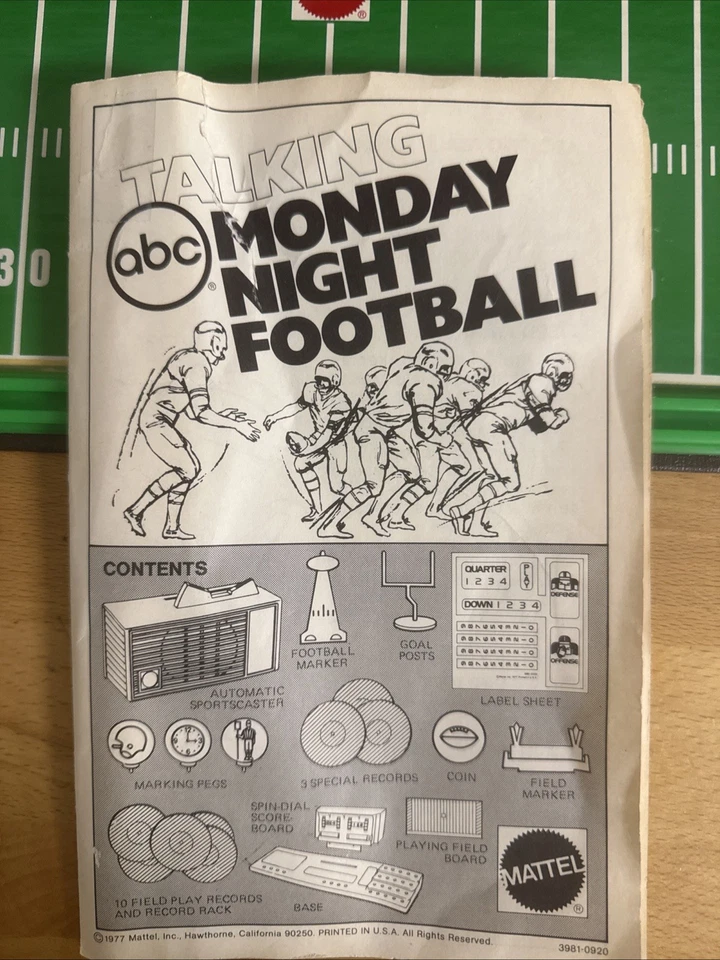 ®
30
TALKING
abc ®
MONDAY
NIGHT
FOOTBALL
CONTENTS
AUTOMATIC
SPORTSCASTER
FOOTBALL
MARKER
GOAL
POSTS
QUARTER
1 2 3 4
PLAY
DOWN 1 2 3 4
DEFENSE
OFFENSE
LABEL SHEET
MARKING PEGS
3 SPECIAL RECORDS
COIN
FIELD
MARKER
10 FIELD PLAY RECORDS
AND RECORD RACK
SPIN-DIAL
SCORE-
BOARD
BASE
PLAYING FIELD
BOARD
MATTEL
®
©1977 Mattel, Inc., Hawthorne, California 90250. PRINTED IN U.S.A. All Rights Reserved.
3981-0920